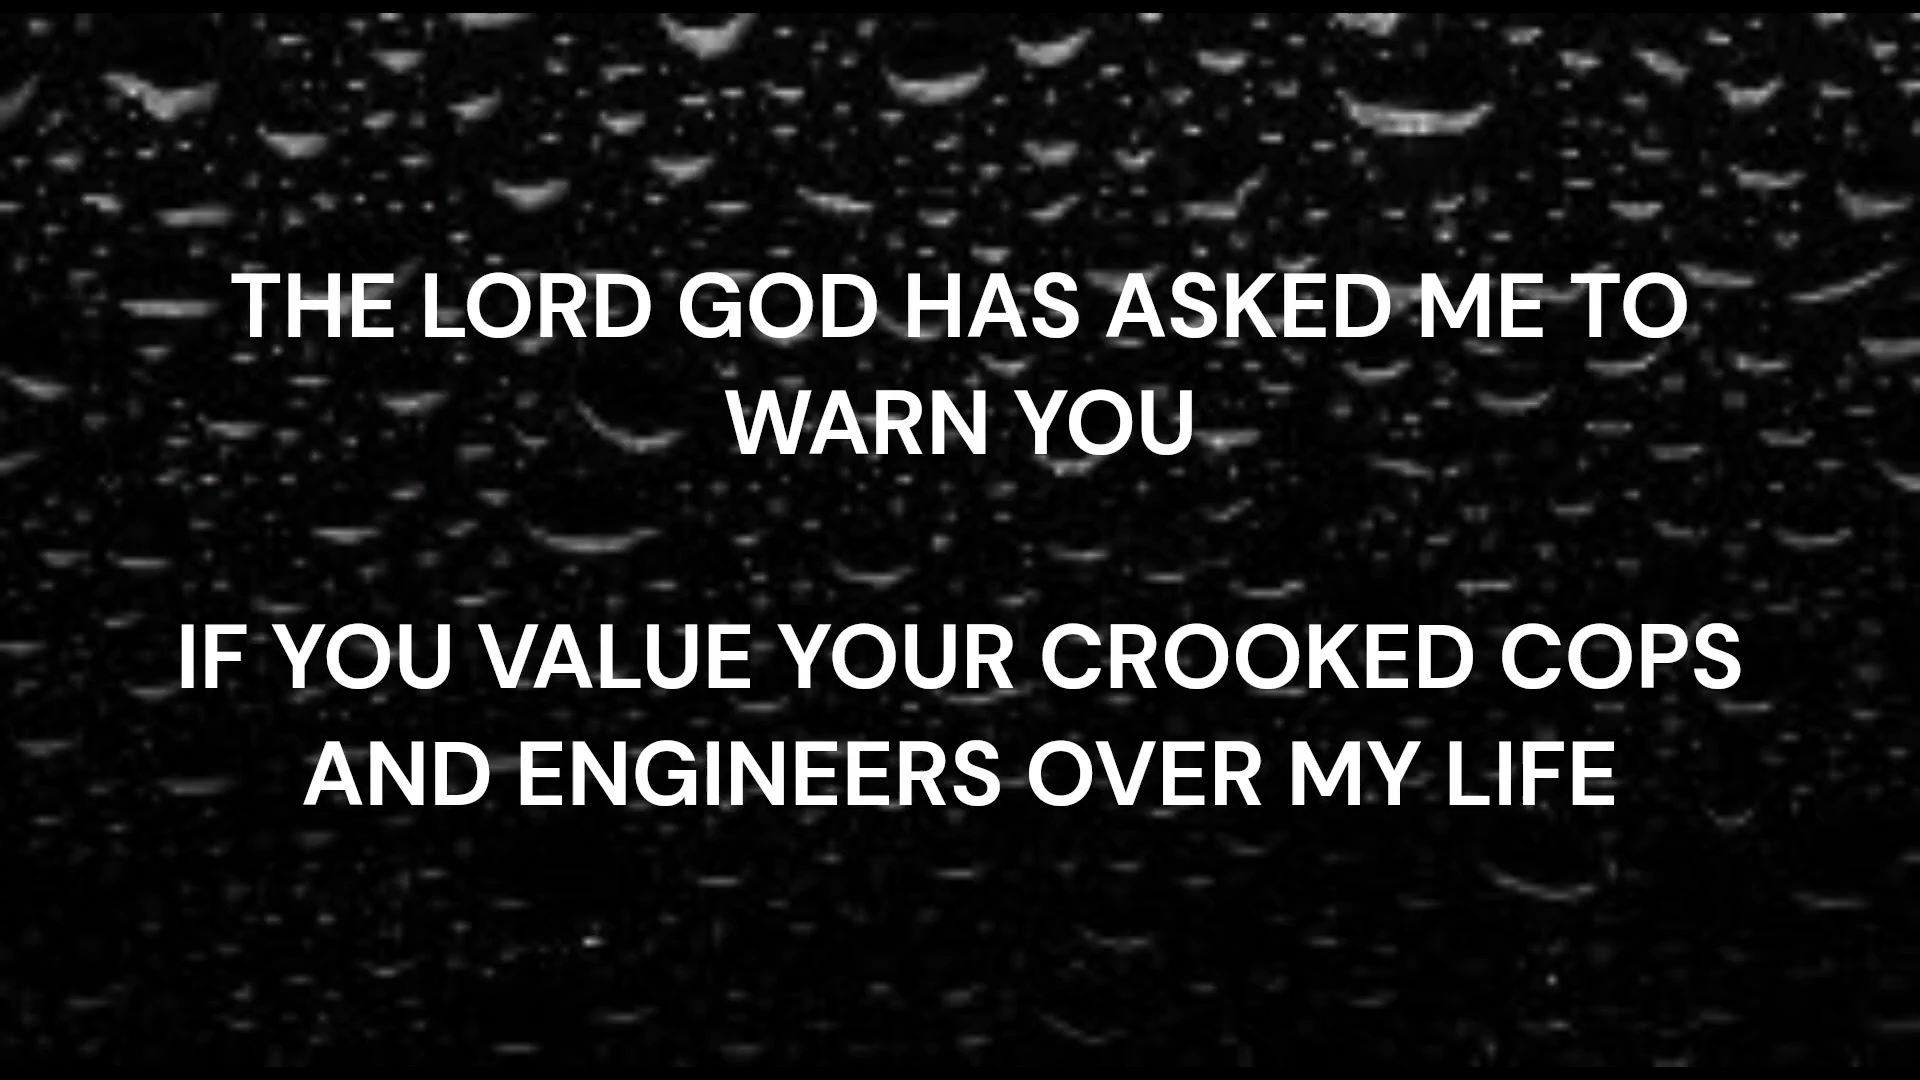 THE LORD GOD HAS ASKED ME TO
WARN YOU
IF YOU VALUE YOUR CROOKED COPS
AND ENGINEERS OVER MY LIFE